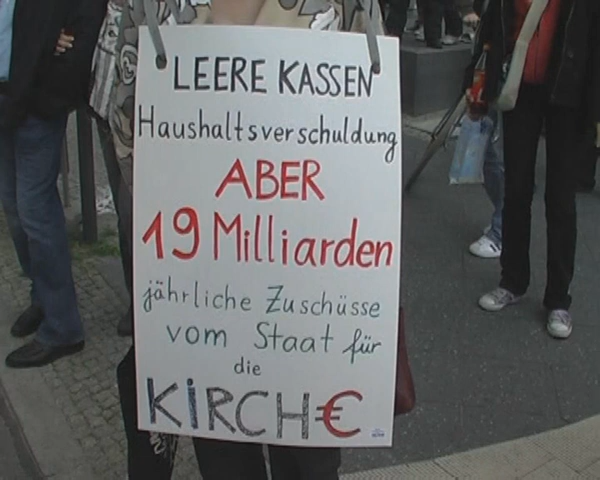 LEERE KASSEN
Haushaltsverschuldung
ABER
19 Milliarden
jährliche Zuschüsse
vom Staat für
die
KiRCH€